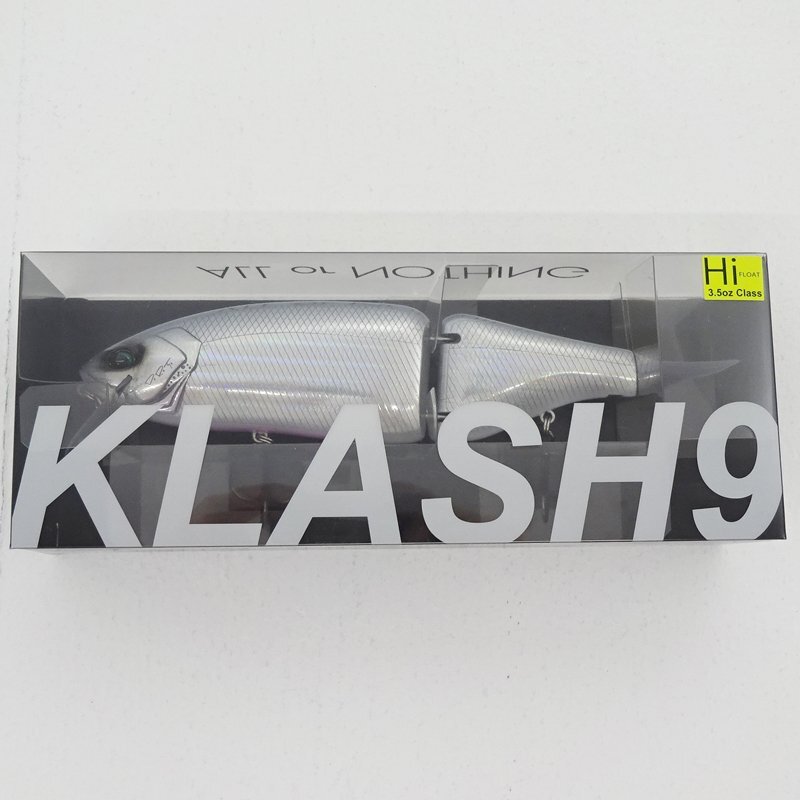 ALL or NOTHING
Hi FLOAT
3.5oz Class
KLASH9